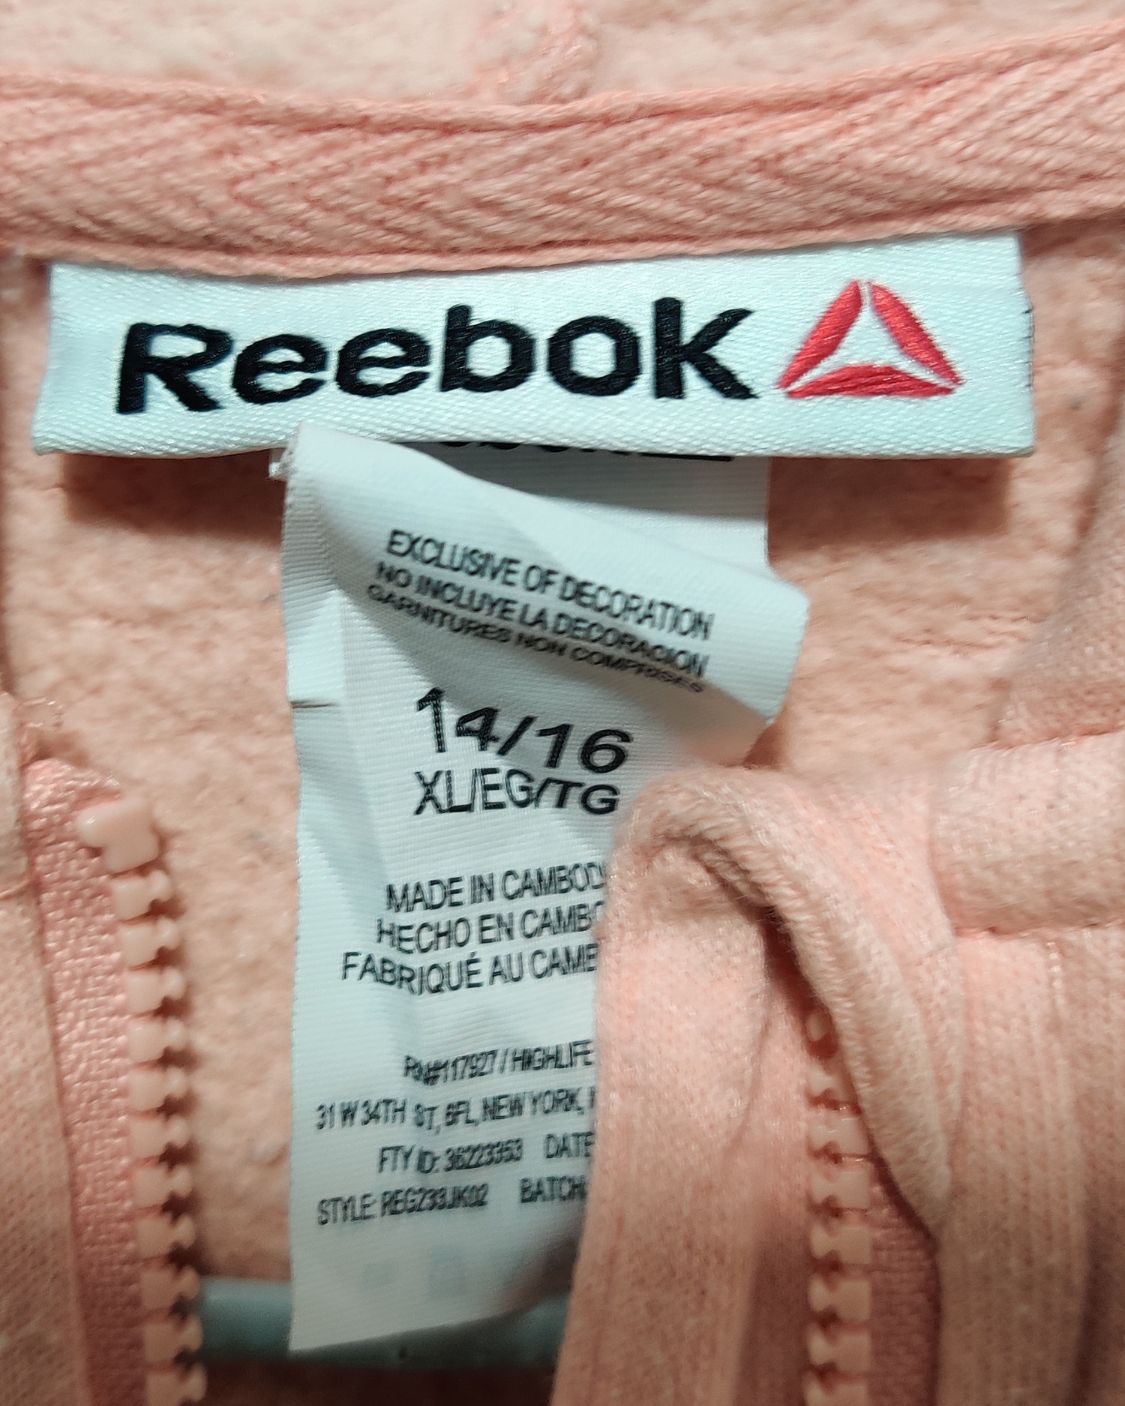 Reebok
EXCLUSIVE OF DECORATION
NO INCLUYE LA DECORACION
GARNITURES NON COMPRISES
14/16
XL/EG/TG
MADE IN CAMBOD
HECHO EN CAMBO
FABRIQUÉ AU CAMB
RN#117927 / HIGHLIFE
31 W 34TH ST, 6FL, NEW YORK,
FTY ID: 36223353 DATE
STYLE: REG233JK02 BATCH